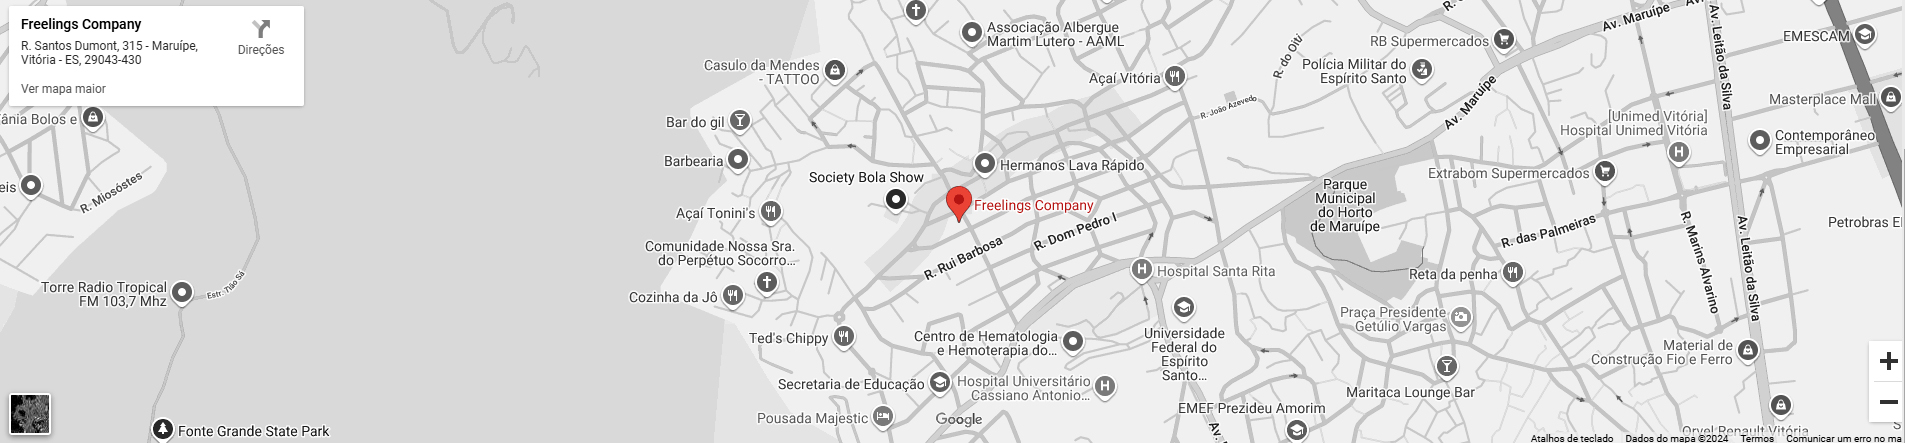 Freelings Company
R. Santos Dumont, 315 - Maruípe,
Vitória - ES, 29043-430
Direções
Ver mapa maior
Associação Albergue
Martim Lutero - AAML
Casulo da Mendes
- TATTOO
Açaí Vitória
R. do Oití
RB Supermercados
Av. Maruípe
Av. Leitão da Silva
EMESCAM
Polícia Militar do
Espírito Santo
Masterplace Mall
Av. Maruípe
R. João Azevedo
[Unimed Vitória]
Hospital Unimed Vitória
Contemporâneo
Empresarial
Bolos e
Bar do gil
Barbearia
Hermanos Lava Rápido
Extrabom Supermercados
R. Miosóstes
Society Bola Show
Freelings Company
Parque
Municipal
do Horto
de Maruípe
Açaí Tonini's
R. Dom Pedro I
R. das Palmeiras
R. Marins Alvarino
Av. Leitão da Silva
Petrobras
Comunidade Nossa Sra.
do Perpétuo Socorro...
R. Rui Barbosa
Hospital Santa Rita
Reta da penha
Torre Radio Tropical
FM 103,7 Mhz
Estr. Tião Sá
Cozinha da Jô
Praça Presidente
Getúlio Vargas
Ted's Chippy
Centro de Hematologia
e Hemoterapia do...
Universidade
Federal do
Espírito
Santo...
Material de
Construção Fio e Ferro
Secretaria de Educação
Hospital Universitário
Cassiano Antonio...
Maritaca Lounge Bar
Pousada Majestic
Google
EMEF Prezideu Amorim
Fonte Grande State Park
Orvel Renault Vitória
Atalhos de teclado
Dados do mapa ©2024
Termos
Comunicar um erro no ma